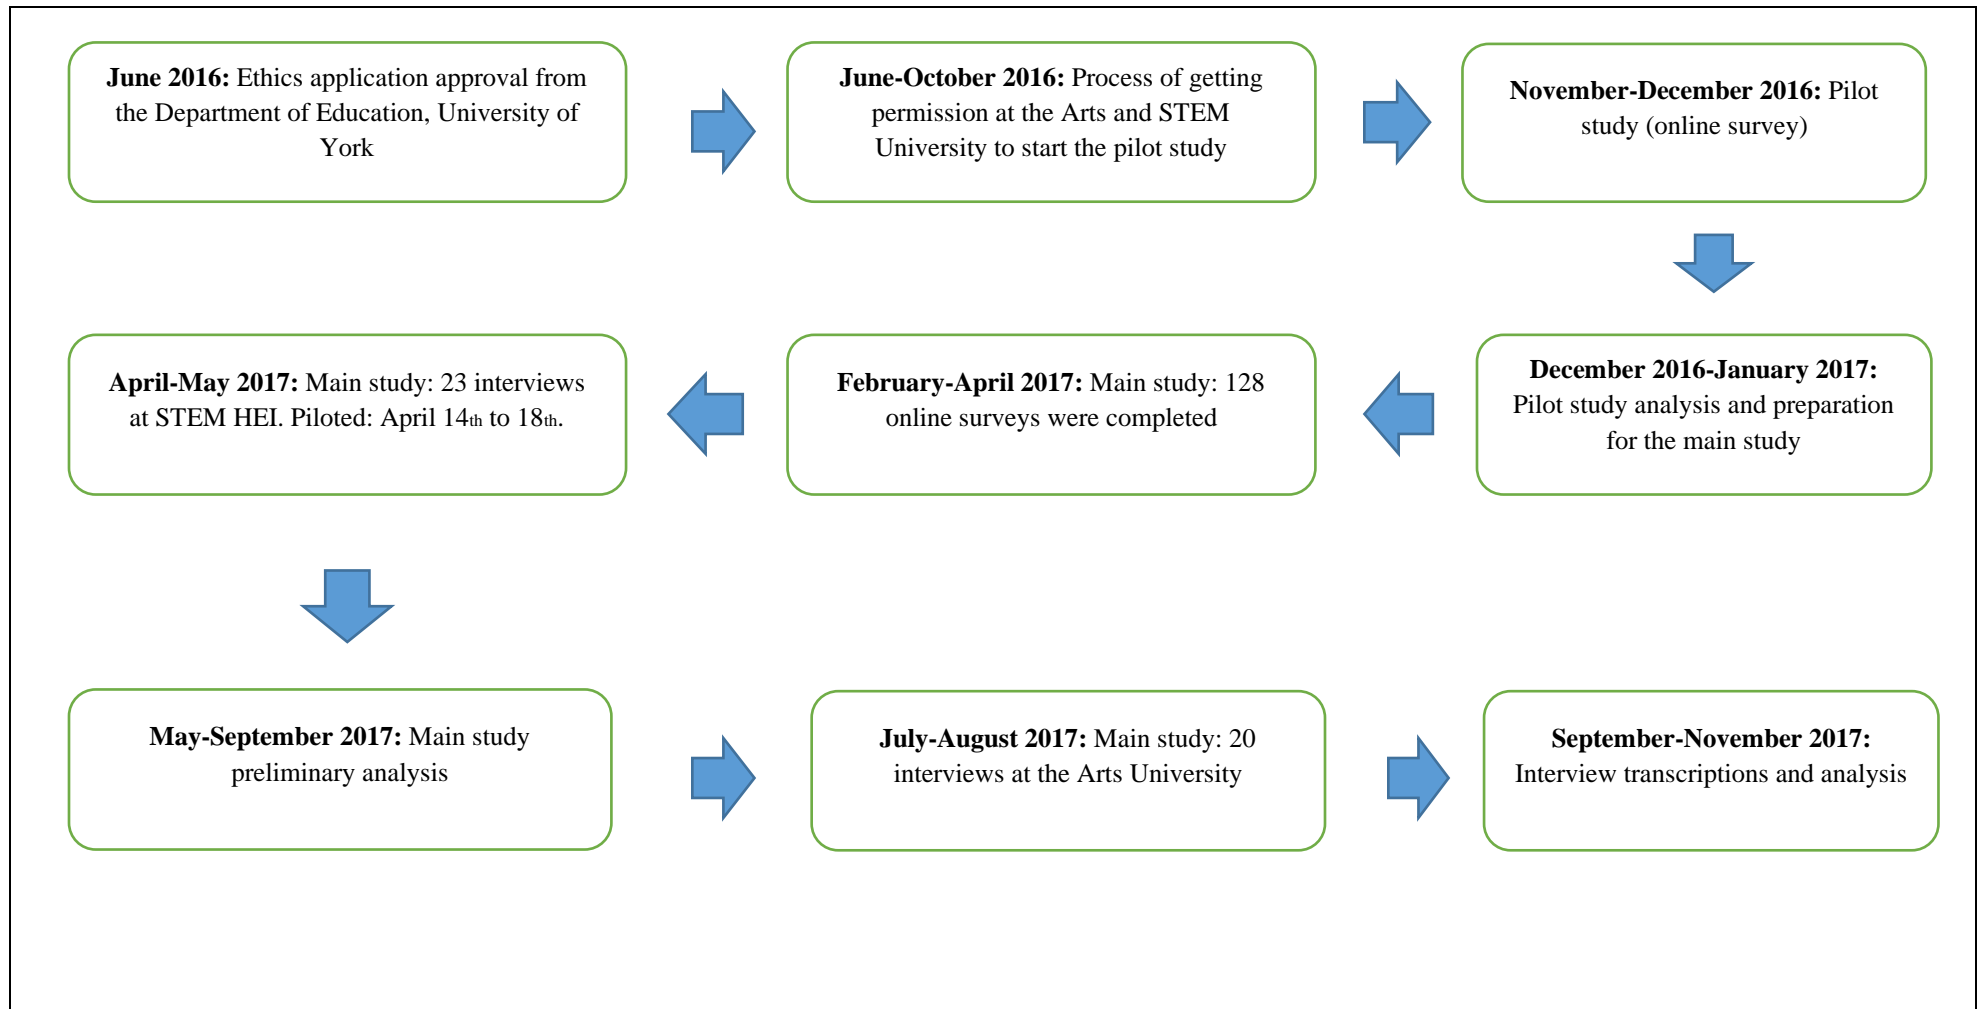 June 2016: Ethics application approval from
the Department of Education, University of
York
June-October 2016: Process of getting
permission at the Arts and STEM
University to start the pilot study
November-December 2016: Pilot
study (online survey)
December 2016-January 2017:
Pilot study analysis and preparation
for the main study
February-April 2017: Main study: 128
online surveys were completed
April-May 2017: Main study: 23 interviews
at STEM HEI. Piloted: April 14th to 18th.
May-September 2017: Main study
preliminary analysis
July-August 2017: Main study: 20
interviews at the Arts University
September-November 2017:
Interview transcriptions and analysis